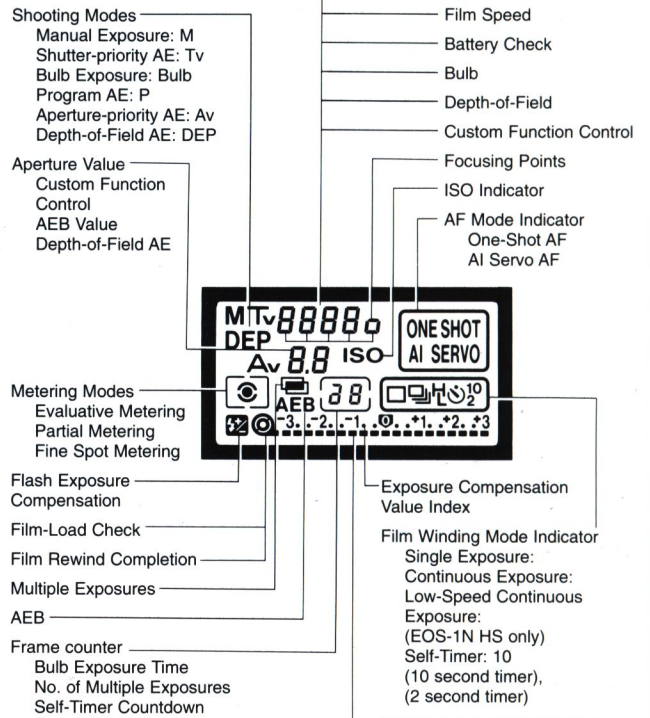 Shooting Modes
Manual Exposure: M
Shutter-priority AE: Tv
Bulb Exposure: Bulb
Program AE: P
Aperture-priority AE: Av
Depth-of-Field AE: DEP
Aperture Value
Custom Function
Control
AEB Value
Depth-of-Field AE
Film Speed
Battery Check
Bulb
Depth-of-Field
Custom Function Control
Focusing Points
ISO Indicator
AF Mode Indicator
One-Shot AF
AI Servo AF
M Tv 8888o
DEP
Av 8.8 ISO
ONE SHOT
AI SERVO
AEB 38 HL 10 2
-3. .-2. .-1. .0. .+1. .+2. .+3
Metering Modes
Evaluative Metering
Partial Metering
Fine Spot Metering
Flash Exposure
Compensation
Film-Load Check
Film Rewind Completion
Multiple Exposures
AEB
Frame counter
Bulb Exposure Time
No. of Multiple Exposures
Self-Timer Countdown
Exposure Compensation
Value Index
Film Winding Mode Indicator
Single Exposure:
Continuous Exposure:
Low-Speed Continuous
Exposure:
(EOS-1N HS only)
Self-Timer: 10
(10 second timer),
(2 second timer)